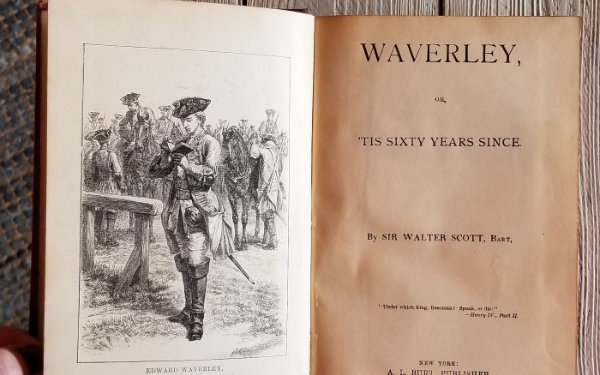 EDWARD WAVERLEY.
WAVERLEY,
OR,
'TIS SIXTY YEARS SINCE.
By SIR WALTER SCOTT, Bart,
"Under which King, Bezonian? Speak, or die!"
—Henry IV., Part II.
NEW YORK:
A. L. BURT, PUBLISHER